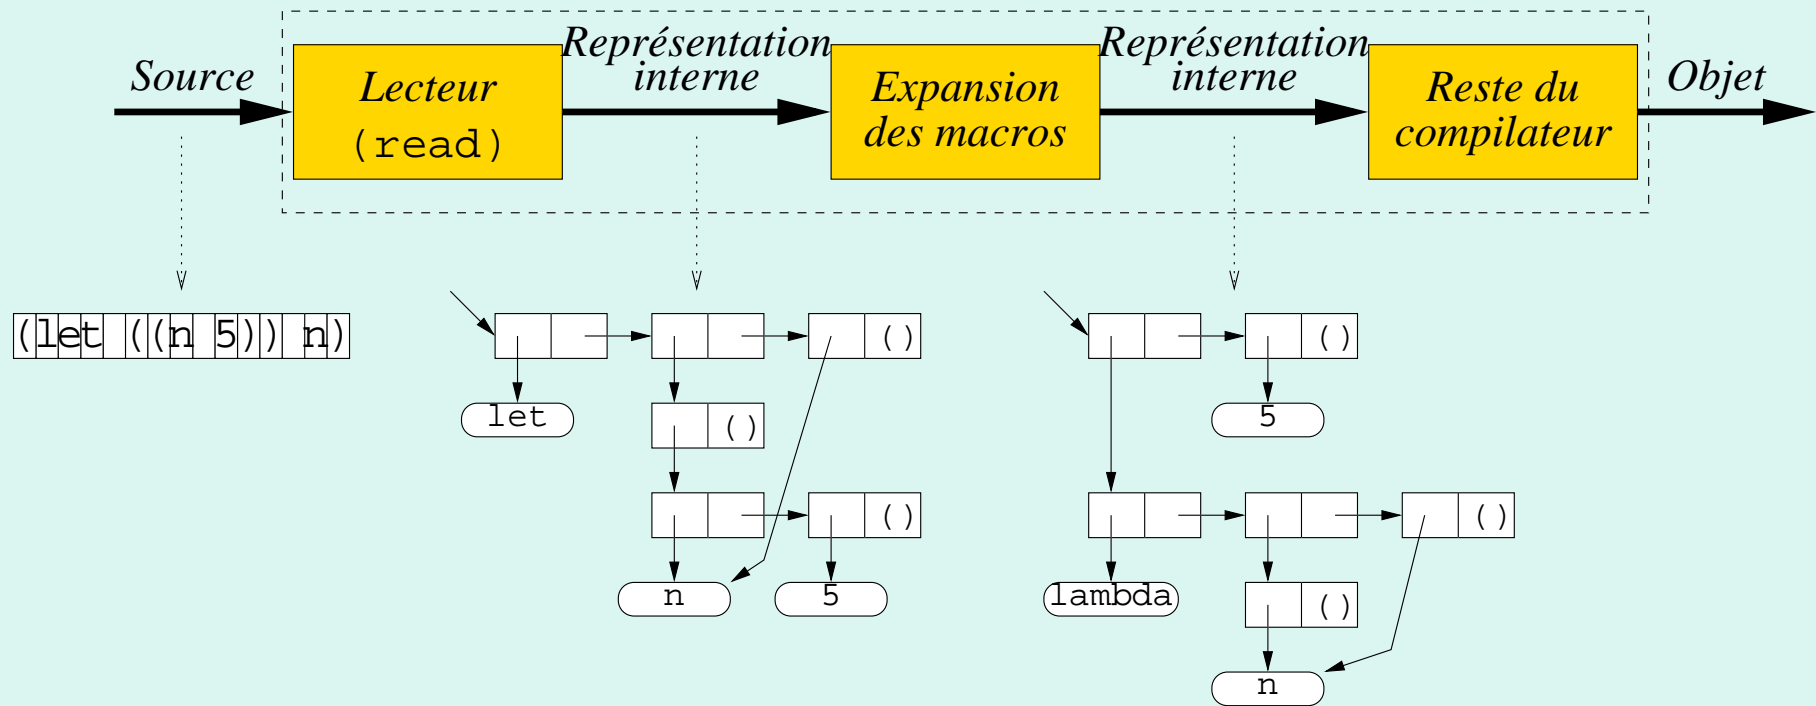 Source
Lecteur
(read)
Représentation
interne
Expansion
des macros
Représentation
interne
Reste du
compilateur
Objet
(let ((n 5)) n)
()
let
()
n
()
5
()
5
lambda
()
()
n